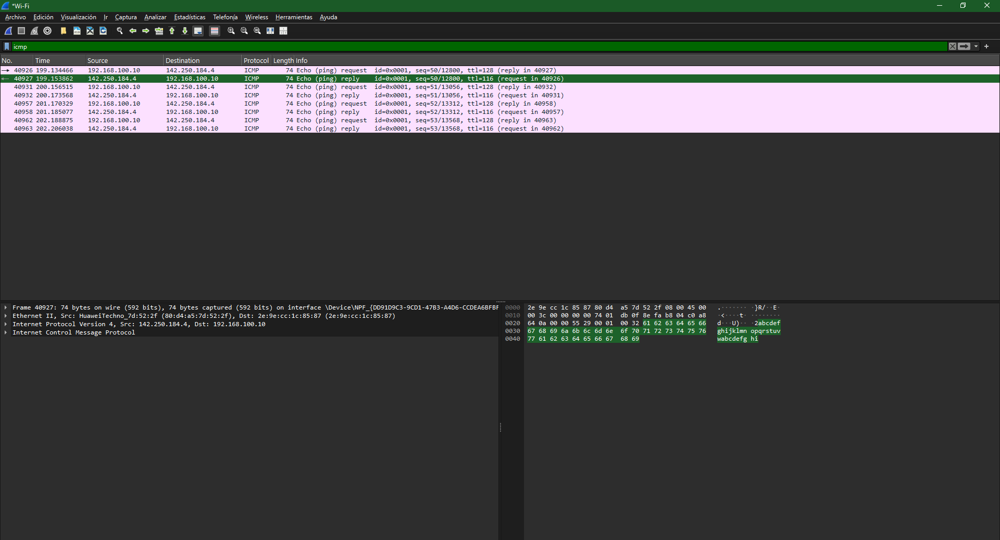 *Wi-Fi
Archivo Edición Visualización Ir Captura Analizar Estadísticas Telefonía Wireless Herramientas Ayuda
icmp
No. Time Source Destination Protocol Length Info
40926 199.134466 192.168.100.10 142.250.184.4 ICMP 74 Echo (ping) request id=0x0001, seq=50/12800, ttl=128 (reply in 40927)
40927 199.153862 142.250.184.4 192.168.100.10 ICMP 74 Echo (ping) reply id=0x0001, seq=50/12800, ttl=116 (request in 40926)
40931 200.156515 192.168.100.10 142.250.184.4 ICMP 74 Echo (ping) request id=0x0001, seq=51/13056, ttl=128 (reply in 40932)
40932 200.173568 142.250.184.4 192.168.100.10 ICMP 74 Echo (ping) reply id=0x0001, seq=51/13056, ttl=116 (request in 40931)
40957 201.170329 192.168.100.10 142.250.184.4 ICMP 74 Echo (ping) request id=0x0001, seq=52/13312, ttl=128 (reply in 40958)
40958 201.185077 142.250.184.4 192.168.100.10 ICMP 74 Echo (ping) reply id=0x0001, seq=52/13312, ttl=116 (request in 40957)
40962 202.188875 192.168.100.10 142.250.184.4 ICMP 74 Echo (ping) request id=0x0001, seq=53/13568, ttl=128 (reply in 40963)
40963 202.206038 142.250.184.4 192.168.100.10 ICMP 74 Echo (ping) reply id=0x0001, seq=53/13568, ttl=116 (request in 40962)
Frame 40927: 74 bytes on wire (592 bits), 74 bytes captured (592 bits) on interface \Device\NPF_{DD91D9C3-9CD1-47B3-A4D6-CCDEA6BFBF
Ethernet II, Src: HuaweiTechno_7d:52:2f (80:d4:a5:7d:52:2f), Dst: 2e:9e:cc:1c:85:87 (2e:9e:cc:1c:85:87)
Internet Protocol Version 4, Src: 142.250.184.4, Dst: 192.168.100.10
Internet Control Message Protocol
0000 2e 9e cc 1c 85 87 80 d4 a5 7d 52 2f 08 00 45 00 .······· ·}R/··E·
0010 00 3c 00 00 00 00 74 01 db 0f 8e fa b8 04 c0 a8 ·<····t· ········
0020 64 0a 00 00 55 29 00 01 00 32 61 62 63 64 65 66 d···U)·· ·2abcdef
0030 67 68 69 6a 6b 6c 6d 6e 6f 70 71 72 73 74 75 76 ghijklmn opqrstuv
0040 77 61 62 63 64 65 66 67 68 69 wabcdefg hi